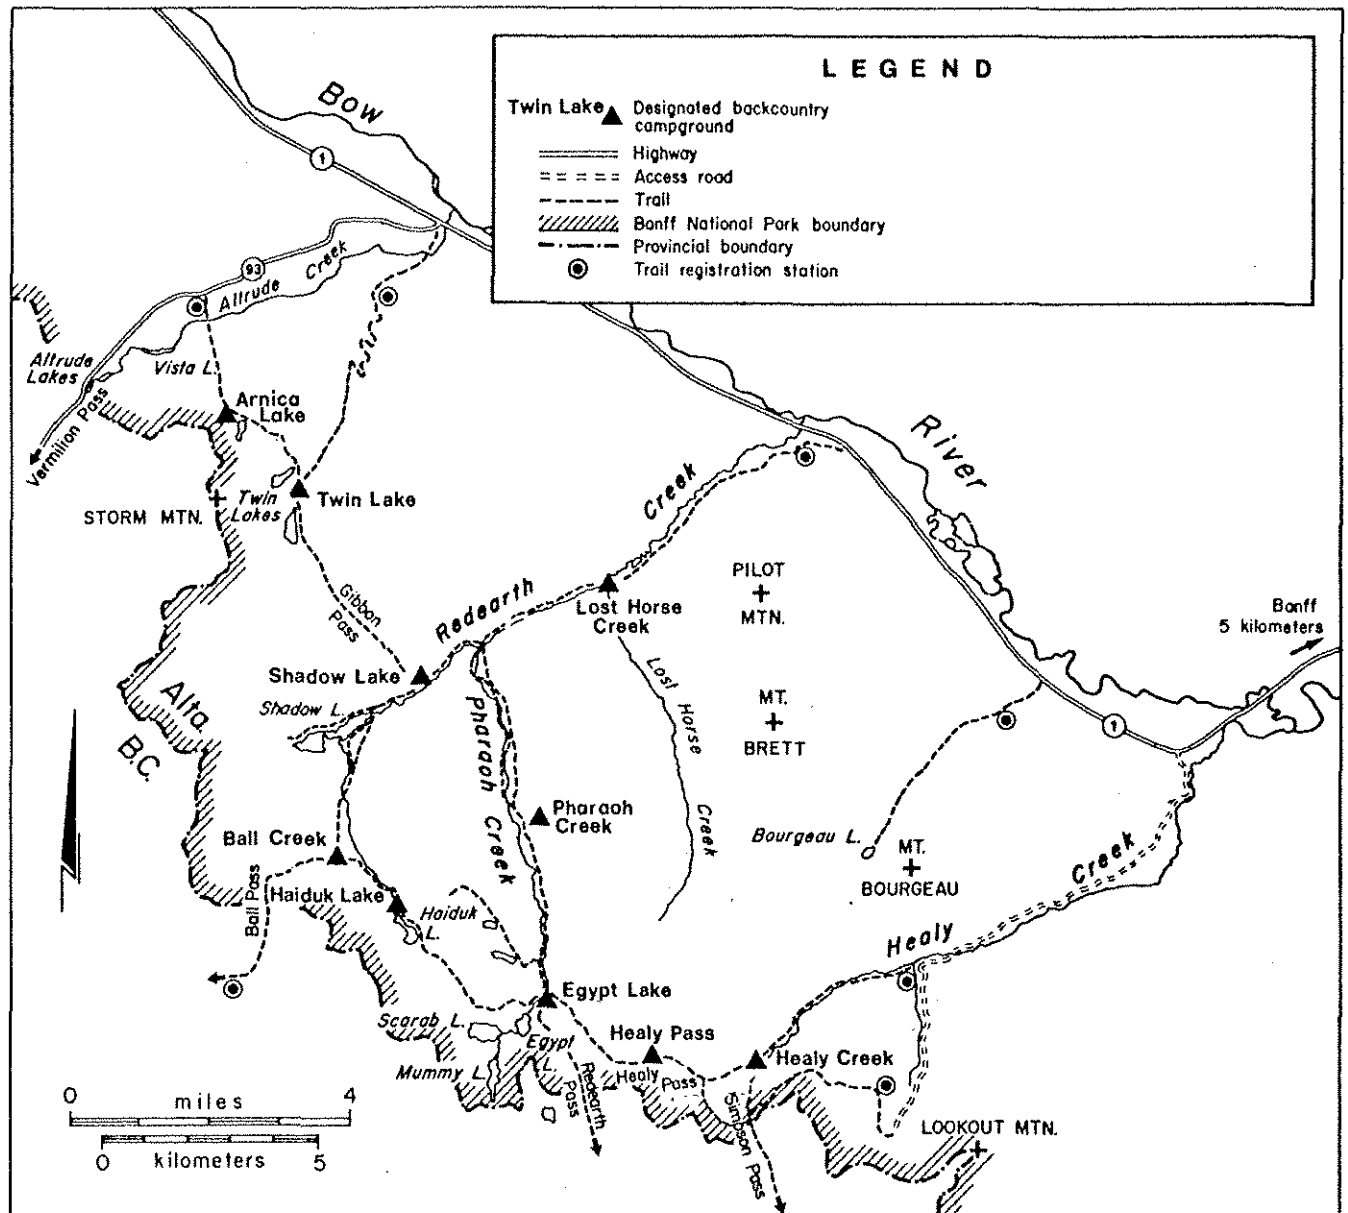 LEGEND
Twin Lake Designated backcountry
campground
Highway
Access road
Trail
Banff National Park boundary
Provincial boundary
Trail registration station
Bow
1
93
Altrude Creek
Altrude
Lakes
Vista L.
Arnica
Lake
Vermilion Pass
River
Creek
Twin
Lakes
Twin Lake
STORM MTN.
PILOT
MTN.
Redearth
Lost Horse
Creek
Gibbon
Pass
Banff
5 kilometers
Shadow Lake
Shadow L.
Alta.
B.C.
Pharaoh Creek
Lost Horse Creek
MT.
BRETT
1
Pharaoh
Creek
Ball Creek
Bourgeau L.
MT.
BOURGEAU
Creek
Ball Pass
Haiduk Lake
Haiduk
L.
Healy
Egypt Lake
Scarab L.
Egypt
L.
Healy Pass
Healy Creek
Mummy L.
Redearth
Pass
Healy Pass
Simpson Pass
LOOKOUT MTN.
0 miles 4
0 kilometers 5